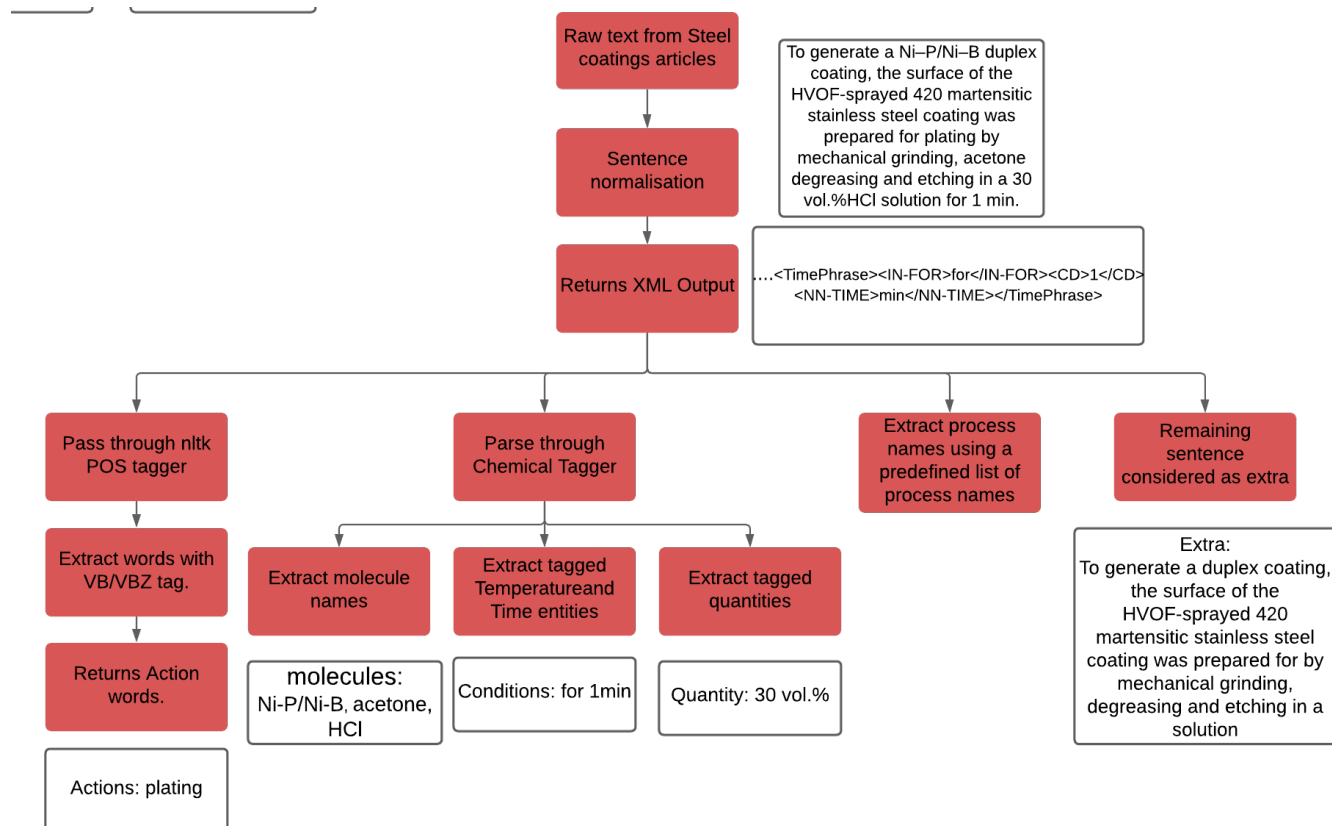 Raw text from Steel
coatings articles
To generate a Ni–P/Ni–B duplex
coating, the surface of the
HVOF-sprayed 420 martensitic
stainless steel coating was
prepared for plating by
mechanical grinding, acetone
degreasing and etching in a 30
vol.%HCl solution for 1 min.
Sentence
normalisation
Returns XML Output
....<TimePhrase><IN-FOR>for</IN-FOR><CD>1</CD>
<NN-TIME>min</NN-TIME></TimePhrase>
Pass through nltk
POS tagger
Parse through
Chemical Tagger
Extract process
names using a
predefined list of
process names
Remaining
sentence
considered as extra
Extract words with
VB/VBZ tag.
Extract molecule
names
Extract tagged
Temperatureand
Time entities
Extract tagged
quantities
Extra:
To generate a duplex coating,
the surface of the
HVOF-sprayed 420
martensitic stainless steel
coating was prepared for by
mechanical grinding,
degreasing and etching in a
solution
Returns Action
words.
molecules:
Ni-P/Ni-B, acetone,
HCl
Conditions: for 1min
Quantity: 30 vol.%
Actions: plating